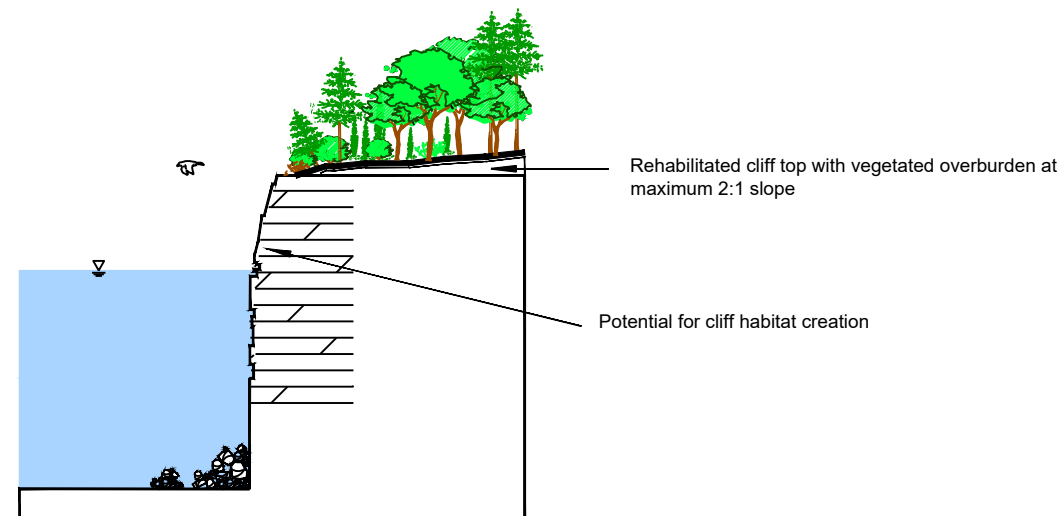 Rehabilitated cliff top with vegetated overburden at
maximum 2:1 slope
Potential for cliff habitat creation